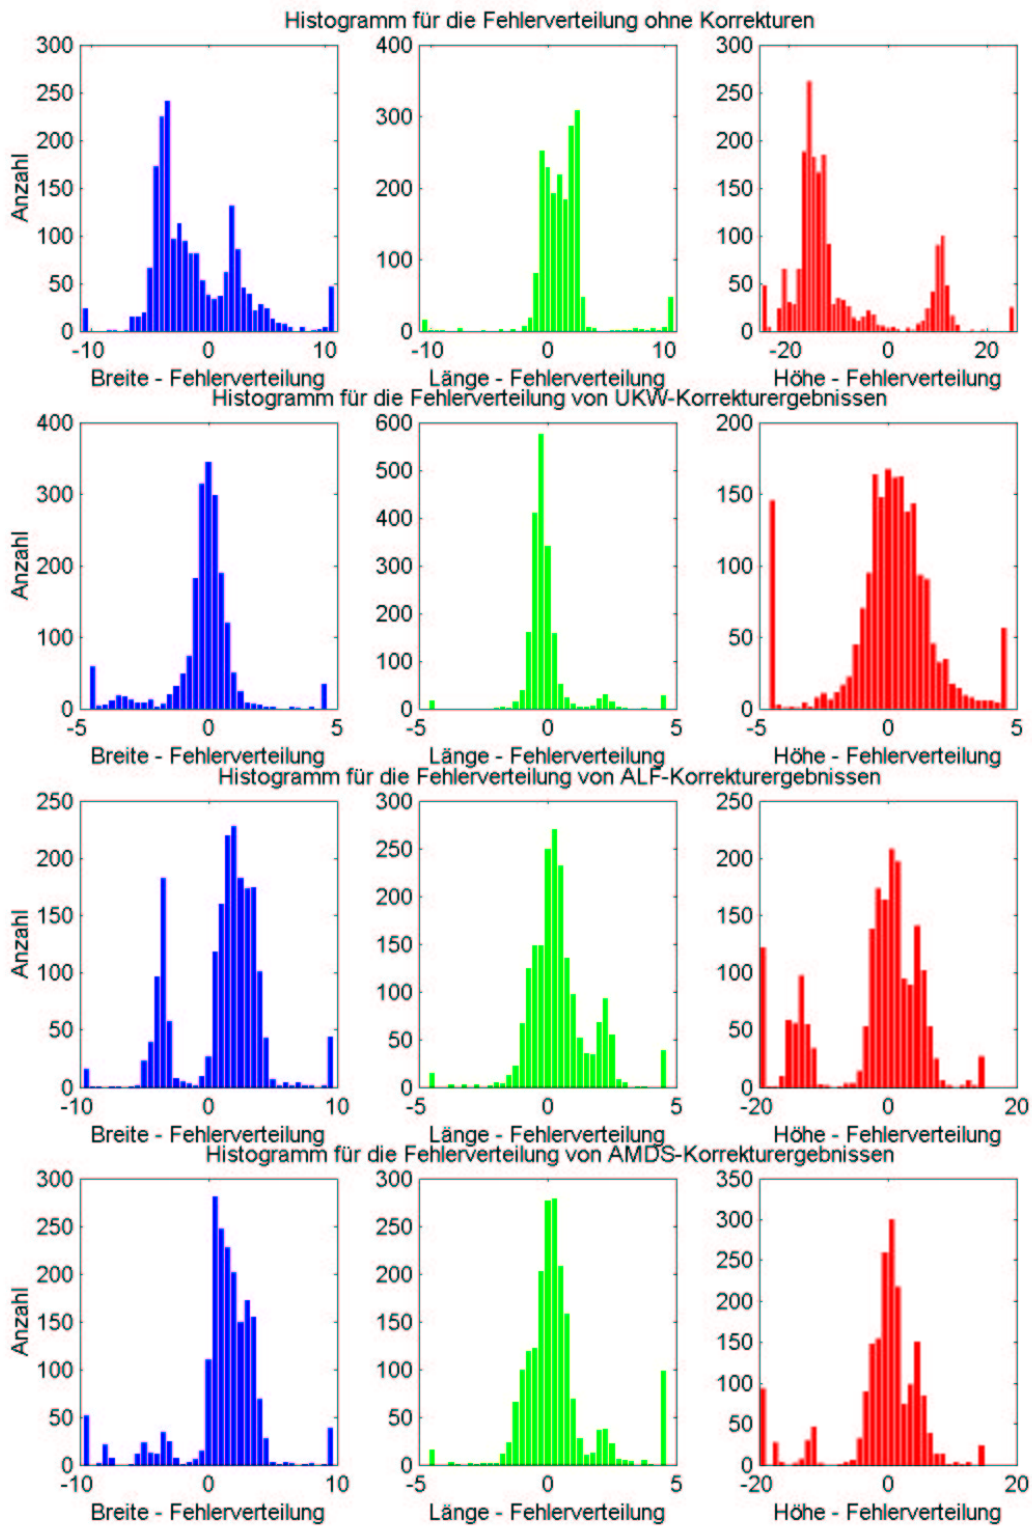 Histogramm für die Fehlerverteilung ohne Korrekturen
300 400 300
250 250
300
200 200
Anzahl
150 200 150
100 100
100
50 50
0 0 0
-10 0 10 -10 0 10 -20 0 20
Breite - Fehlerverteilung Länge - Fehlerverteilung Höhe - Fehlerverteilung
Histogramm für die Fehlerverteilung von UKW-Korrekturergebnissen
400 600 200
500
300 150
400
Anzahl
200 300 100
200
100 50
100
0 0 0
-5 0 5 -5 0 5 -5 0 5
Breite - Fehlerverteilung Länge - Fehlerverteilung Höhe - Fehlerverteilung
Histogramm für die Fehlerverteilung von ALF-Korrekturergebnissen
250 300 250
250
200 200
200
Anzahl
150 150
150
100 100
100
50 50
50
0 0 0
-10 0 10 -5 0 5 -20 0 20
Breite - Fehlerverteilung Länge - Fehlerverteilung Höhe - Fehlerverteilung
Histogramm für die Fehlerverteilung von AMDS-Korrekturergebnissen
300 300 350
300
250 250
250
200 200
200
Anzahl
150 150
150
100 100
100
50 50
50
0 0 0
-10 0 10 -5 0 5 -20 0 20
Breite - Fehlerverteilung Länge - Fehlerverteilung Höhe - Fehlerverteilung